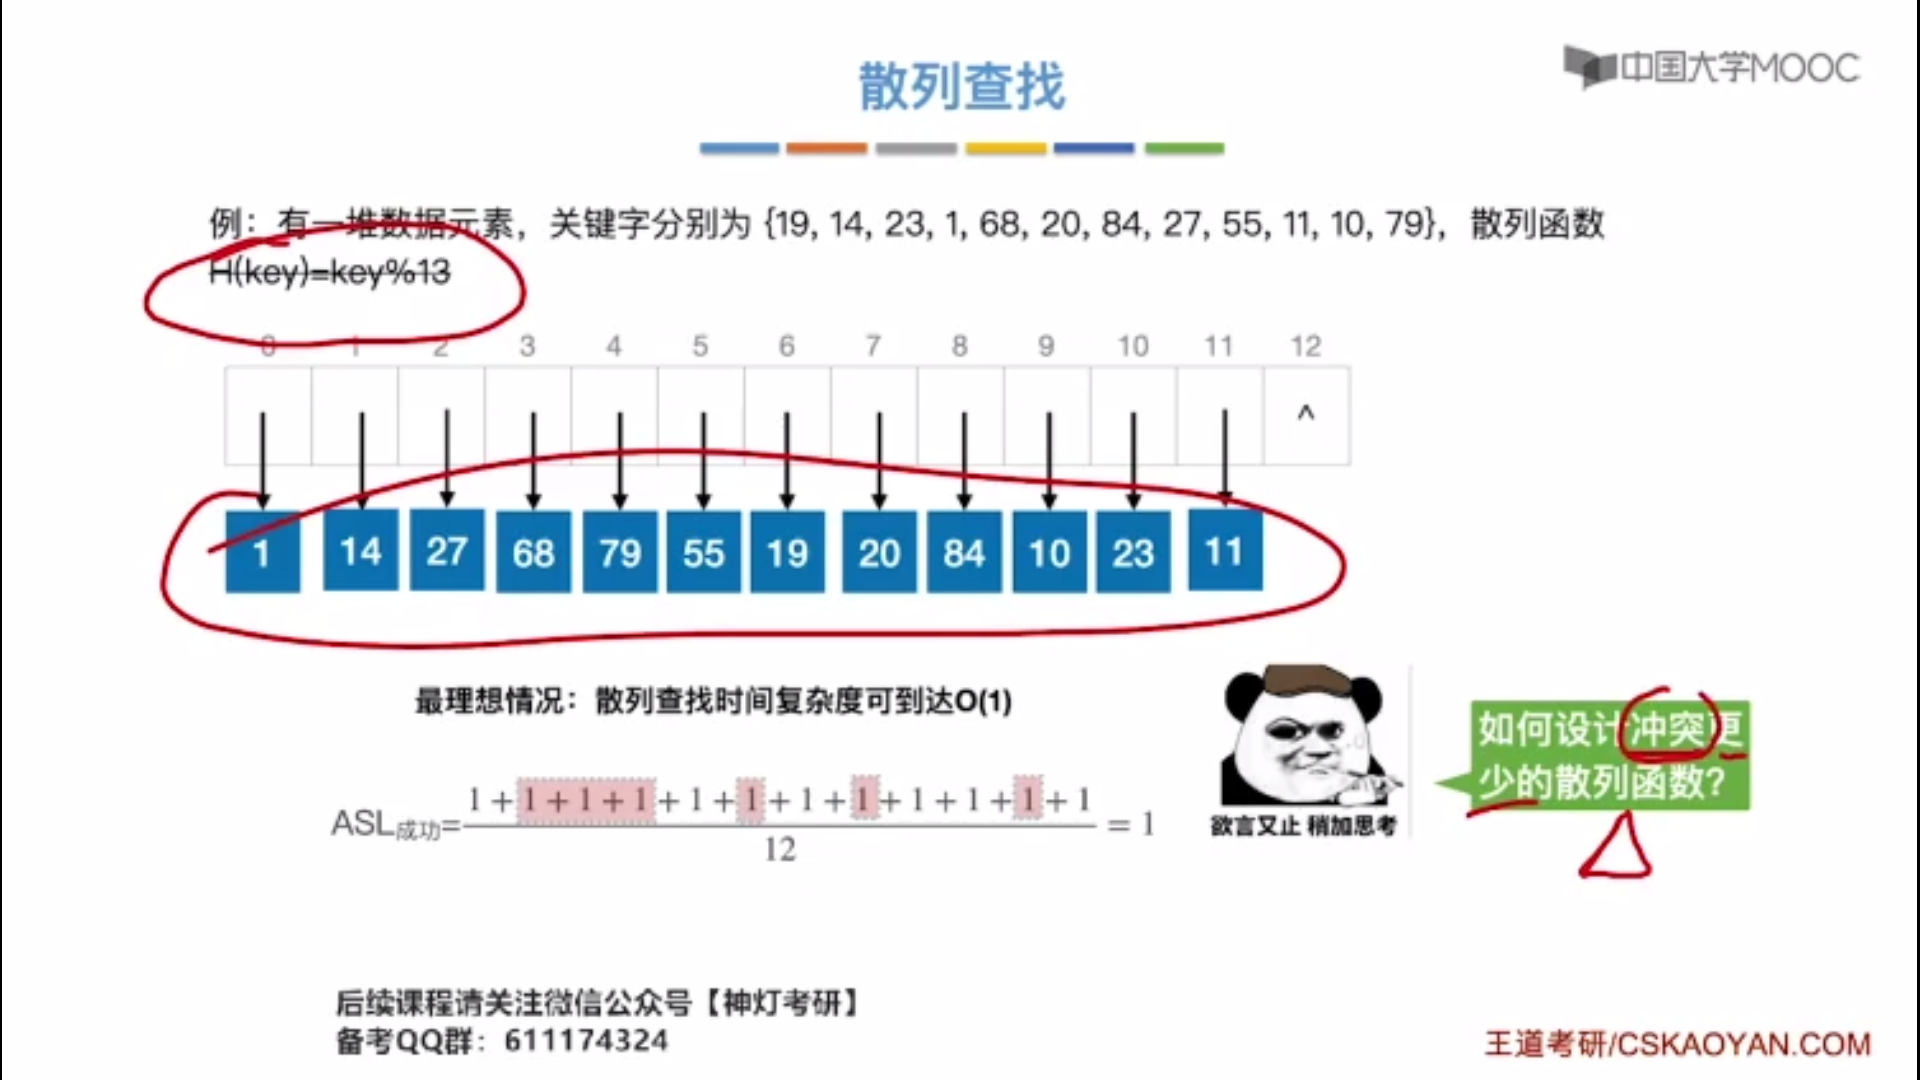 散列查找
中国大学MOOC
例：有一堆数据元素，关键字分别为 {19, 14, 23, 1, 68, 20, 84, 27, 55, 11, 10, 79}，散列函数
H(key)=key%13
0 1 2 3 4 5 6 7 8 9 10 11 12
^
1 14 27 68 79 55 19 20 84 10 23 11
最理想情况：散列查找时间复杂度可到达O(1)
如何设计冲突更
少的散列函数？
1+1+1+1+1+1+1+1+1+1+1+1
ASL成功= = 1
12
欲言又止 稍加思考
后续课程请关注微信公众号【神灯考研】
备考QQ群：611174324
王道考研/CSKAOYAN.COM